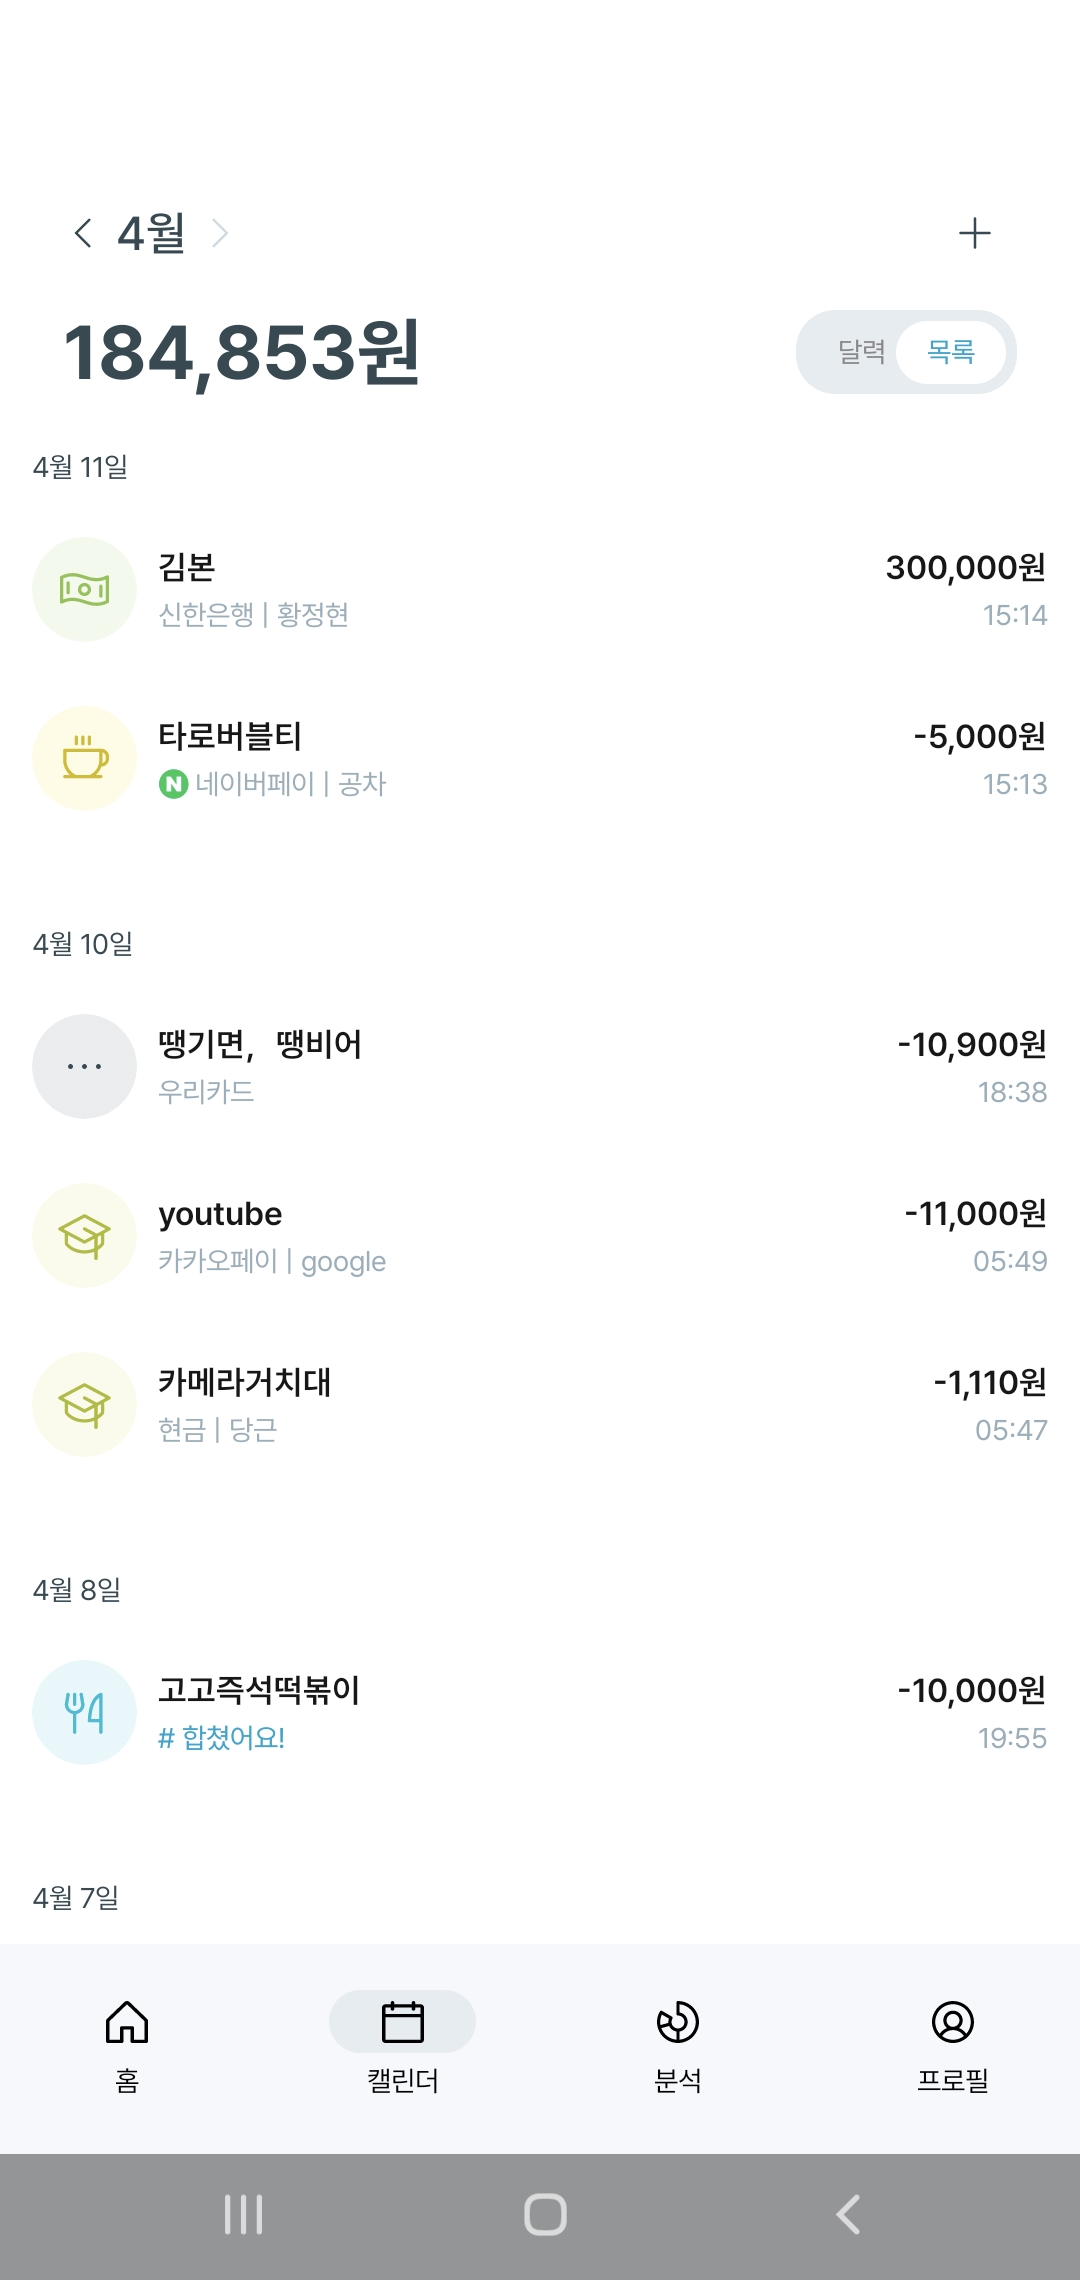 4월
184,853원
달력 목록
4월 11일
김본 300,000원
신한은행 | 황정현 15:14
타로버블티 -5,000원
N 네이버페이 | 공차 15:13
4월 10일
땡기면, 땡비어 -10,900원
우리카드 18:38
youtube -11,000원
카카오페이 | google 05:49
카메라거치대 -1,110원
현금 | 당근 05:47
4월 8일
고고즉석떡볶이 -10,000원
# 합쳤어요! 19:55
4월 7일
홈 캘린더 분석 프로필